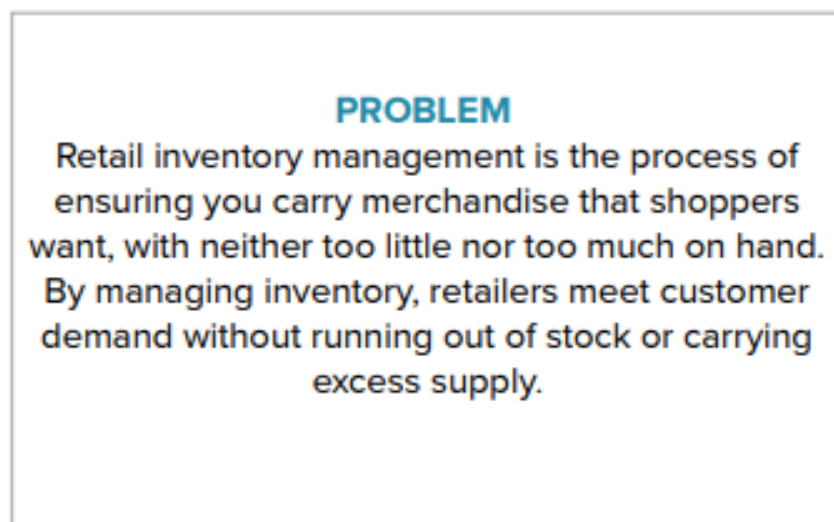 PROBLEM
Retail inventory management is the process of
ensuring you carry merchandise that shoppers
want, with neither too little nor too much on hand.
By managing inventory, retailers meet customer
demand without running out of stock or carrying
excess supply.